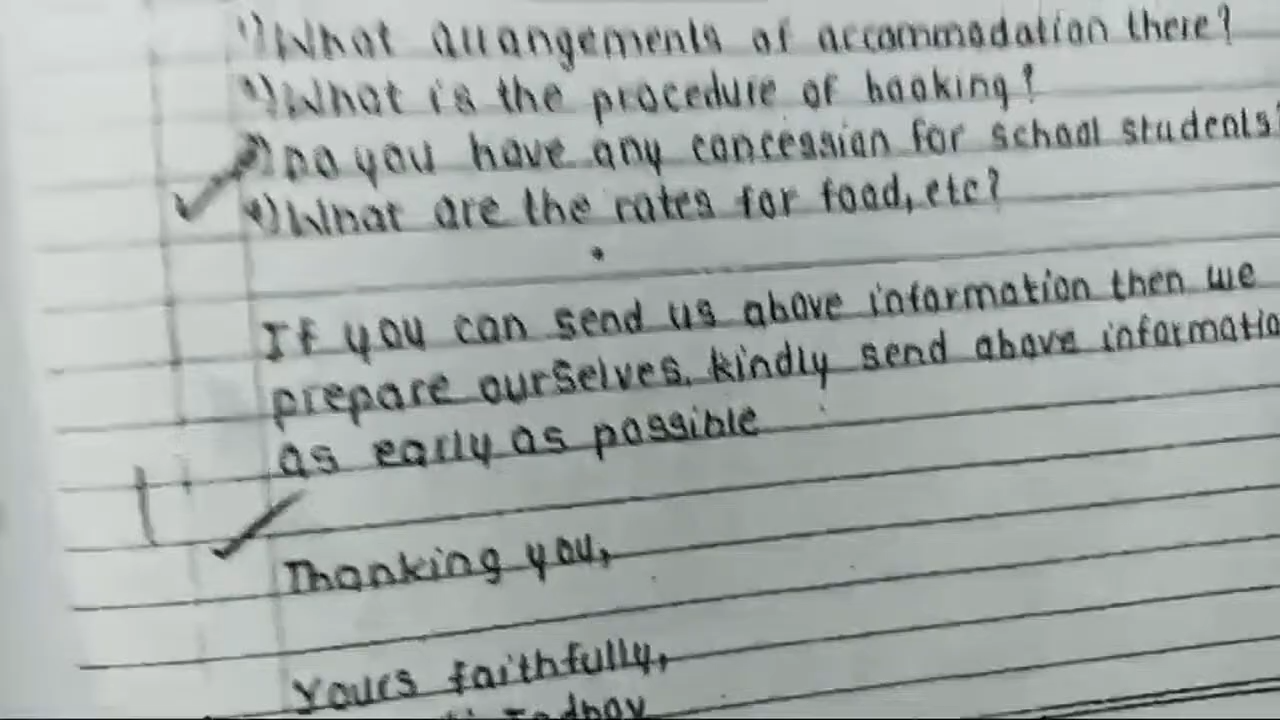 1) What arrangements of accommodation there?
2) What is the procedure of booking?
3) Do you have any concession for school students
4) What are the rates for food, etc?
If you can send us above information then we
prepare ourselves. kindly send above informatio
as early as possible
Thanking you,
Yours faithfully,
Jadhav